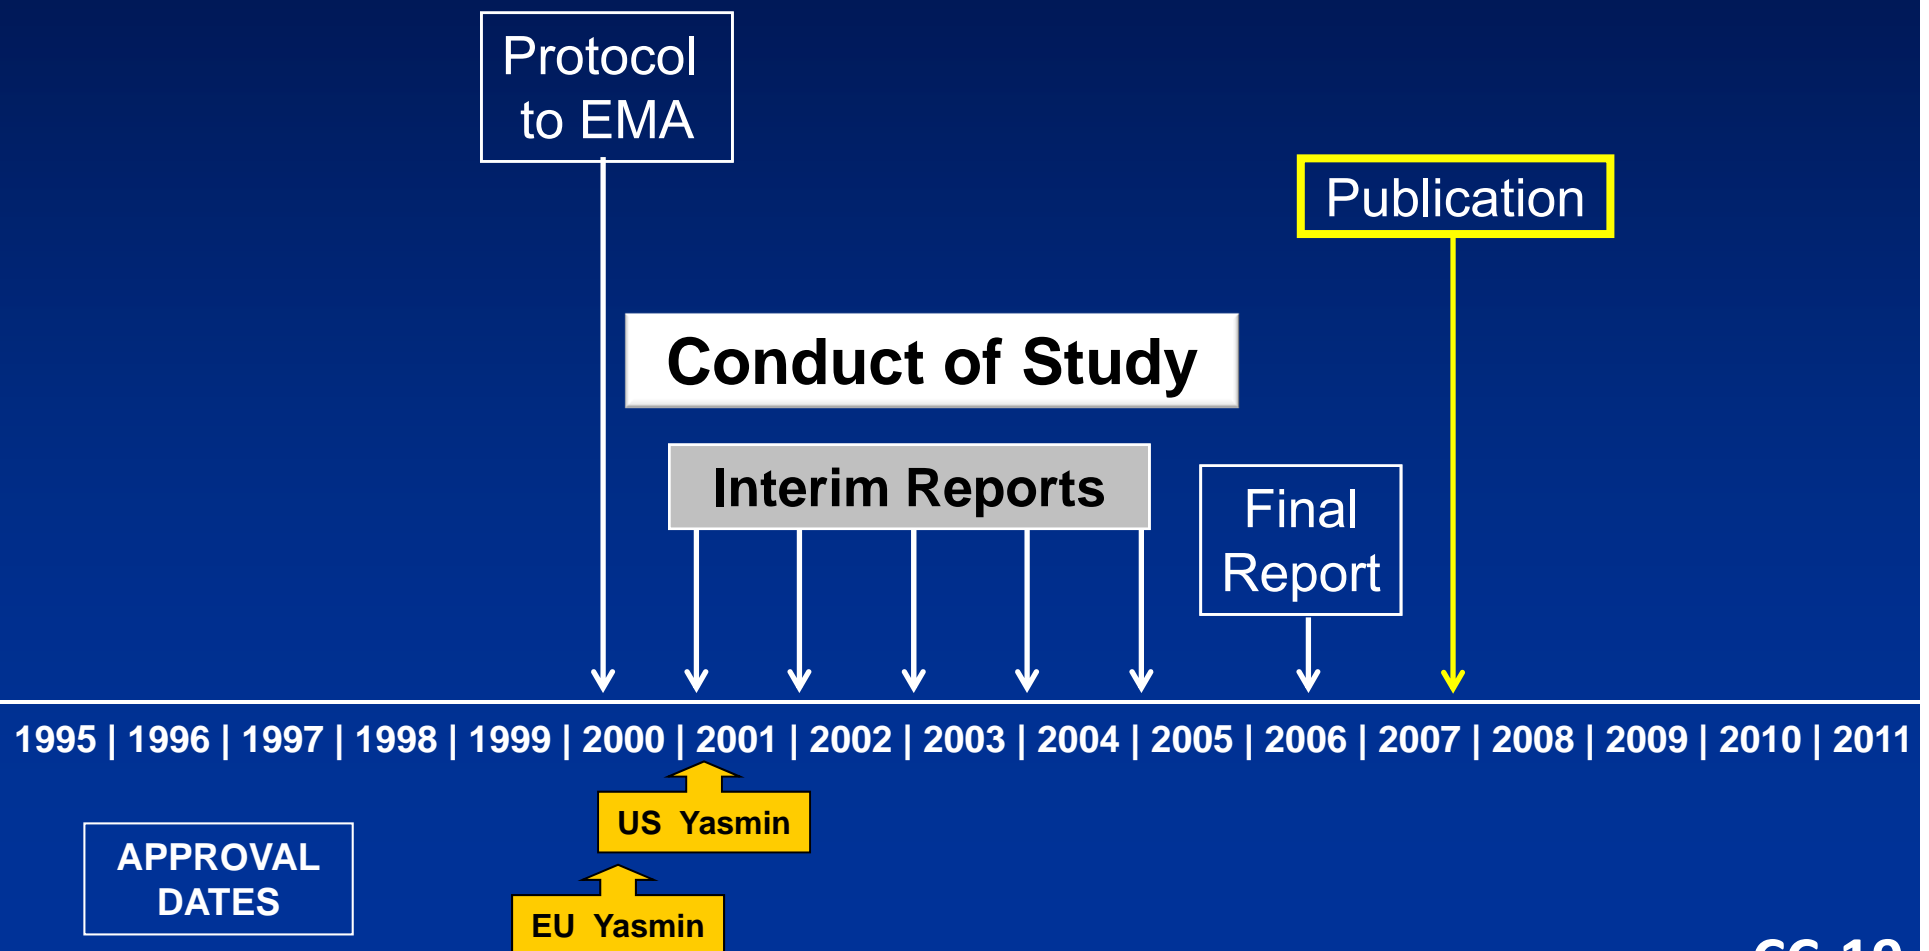 Protocol
to EMA
Publication
Conduct of Study
Interim Reports
Final
Report
1995 | 1996 | 1997 | 1998 | 1999 | 2000 | 2001 | 2002 | 2003 | 2004 | 2005 | 2006 | 2007 | 2008 | 2009 | 2010 | 2011
US Yasmin
APPROVAL
DATES
EU Yasmin